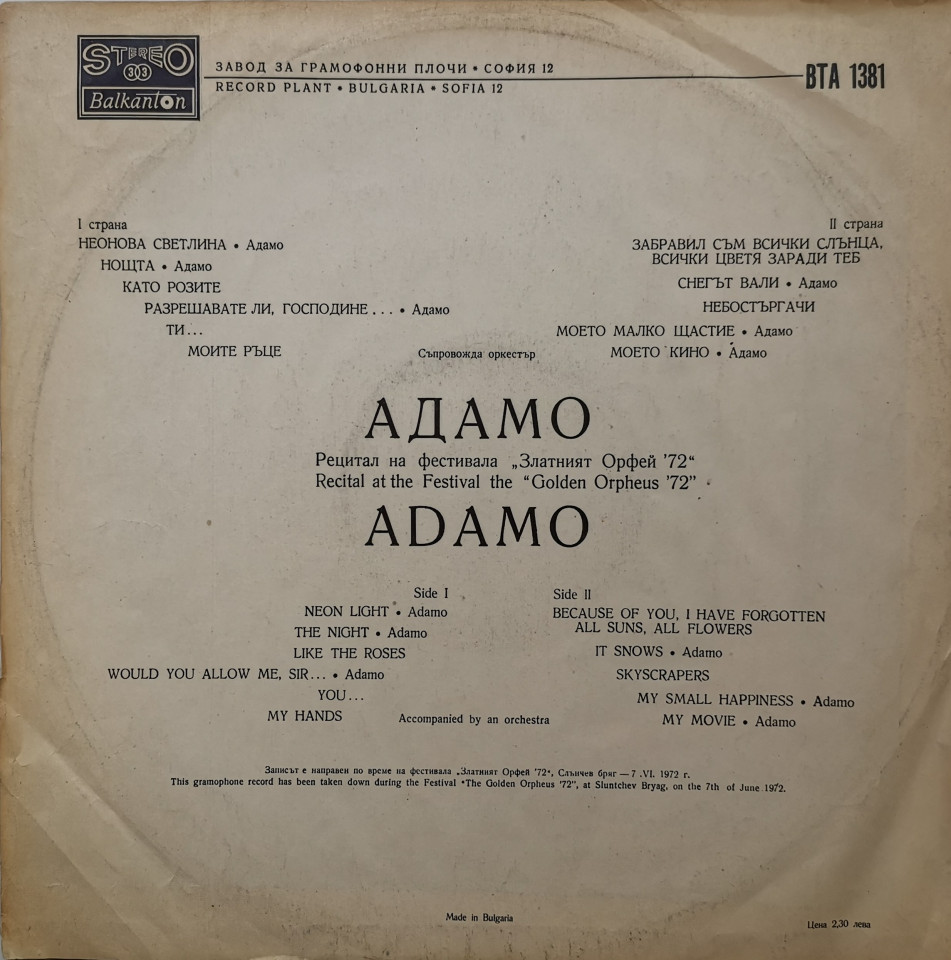 STEREO
33
Balkanton
ЗАВОД ЗА ГРАМОФОННИ ПЛОЧИ • СОФИЯ 12
RECORD PLANT • BULGARIA • SOFIA 12
ВТА 1381
I страна
НЕОНОВА СВЕТЛИНА • Адамо
НОЩТА • Адамо
КАТО РОЗИТЕ
РАЗРЕШАВАТЕ ЛИ, ГОСПОДИНЕ ... • Адамо
ТИ...
МОИТЕ РЪЦЕ
Съпровожда оркестър
II страна
ЗАБРАВИЛ СЪМ ВСИЧКИ СЛЪНЦА,
ВСИЧКИ ЦВЕТЯ ЗАРАДИ ТЕБ
СНЕГЪТ ВАЛИ • Адамо
НЕБОСТЪРГАЧИ
МОЕТО МАЛКО ЩАСТИЕ • Адамо
МОЕТО КИНО • Адамо
АДАМО
Рецитал на фестивала „Златният Орфей '72“
Recital at the Festival the “Golden Orpheus '72”
ADAMO
Side I
NEON LIGHT • Adamo
THE NIGHT • Adamo
LIKE THE ROSES
WOULD YOU ALLOW ME, SIR... • Adamo
YOU...
MY HANDS
Accompanied by an orchestra
Side II
BECAUSE OF YOU, I HAVE FORGOTTEN
ALL SUNS, ALL FLOWERS
IT SNOWS • Adamo
SKYSCRAPERS
MY SMALL HAPPINESS • Adamo
MY MOVIE • Adamo
Записът е направен по време на фестивала „Златният Орфей '72“, Слънчев бряг — 7 .VI. 1972 г.
This gramophone record has been taken down during the Festival “The Golden Orpheus '72”, at Sluntchev Bryag, on the 7th of June 1972.
Made in Bulgaria
Цена 2,30 лева